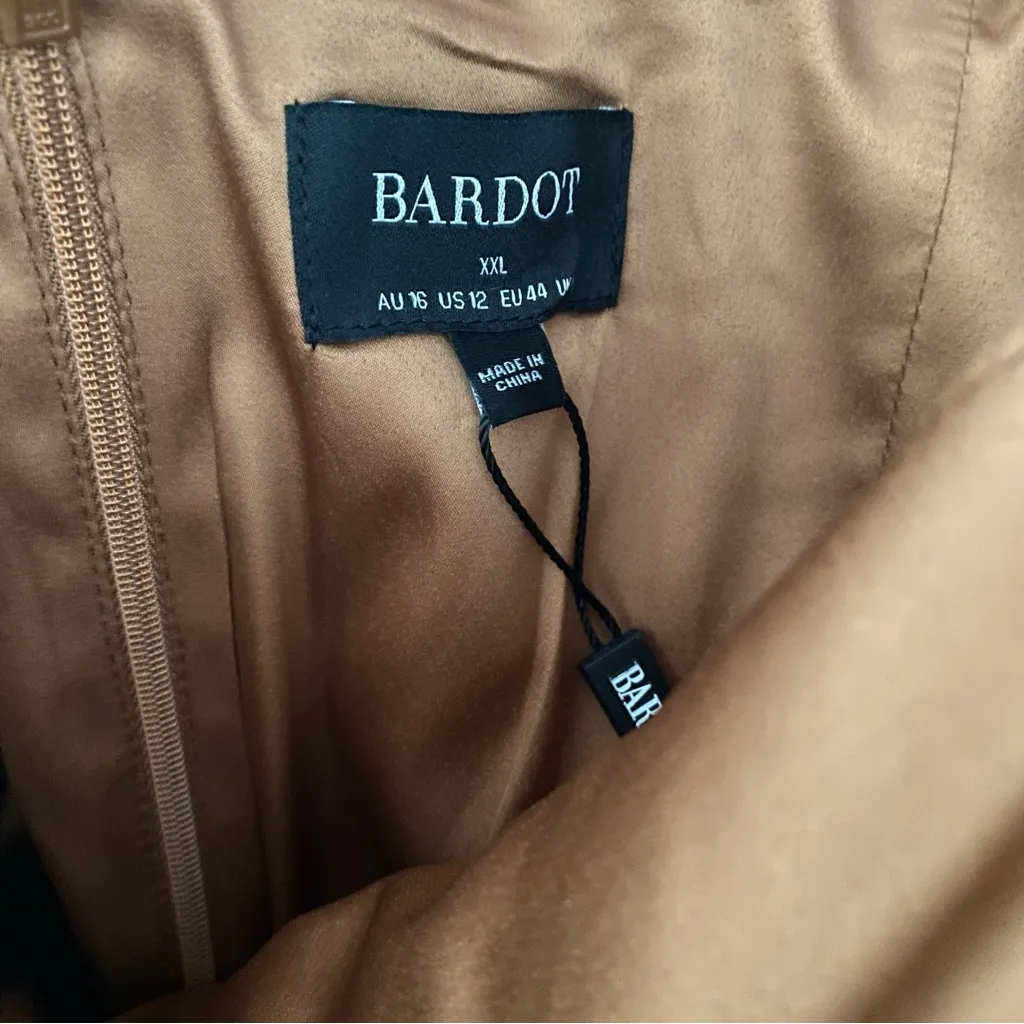 BARDOT
XXL
AU 16 US 12 EU 44
MADE IN
CHINA
BAR